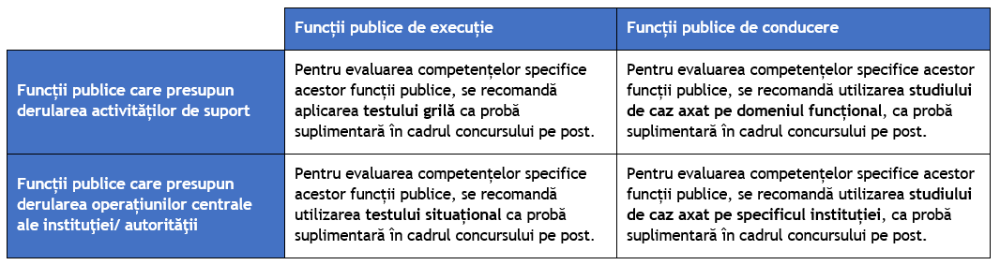 Funcții publice de execuție
Funcții publice de conducere
Funcții publice care presupun
derularea activităților de suport
Pentru evaluarea competențelor specifice
acestor funcții publice, se recomandă
aplicarea testului grilă ca probă
suplimentară în cadrul concursului pe post.
Pentru evaluarea competențelor specifice acestor
funcții publice, se recomandă utilizarea studiului
de caz axat pe domeniul funcțional, ca probă
suplimentară în cadrul concursului pe post.
Funcții publice care presupun
derularea operațiunilor centrale
ale instituţiei/ autorităţii
Pentru evaluarea competențelor specifice
acestor funcții publice, se recomandă
utilizarea testului situațional ca probă
suplimentară în cadrul concursului pe post.
Pentru evaluarea competențelor specifice acestor
funcții publice, se recomandă utilizarea studiului
de caz axat pe specificul instituției, ca probă
suplimentară în cadrul concursului pe post.